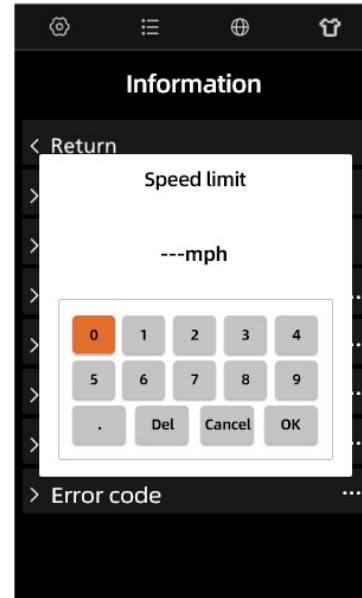 Information
< Return
Speed limit
---mph
0 1 2 3 4
5 6 7 8 9
. Del Cancel OK
> Error code ...